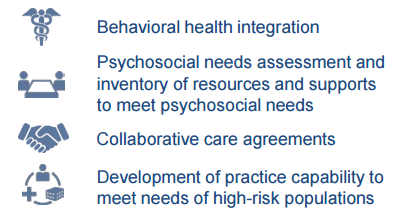 Behavioral health integration
Psychosocial needs assessment and
inventory of resources and supports
to meet psychosocial needs
Collaborative care agreements
Development of practice capability to
meet needs of high-risk populations